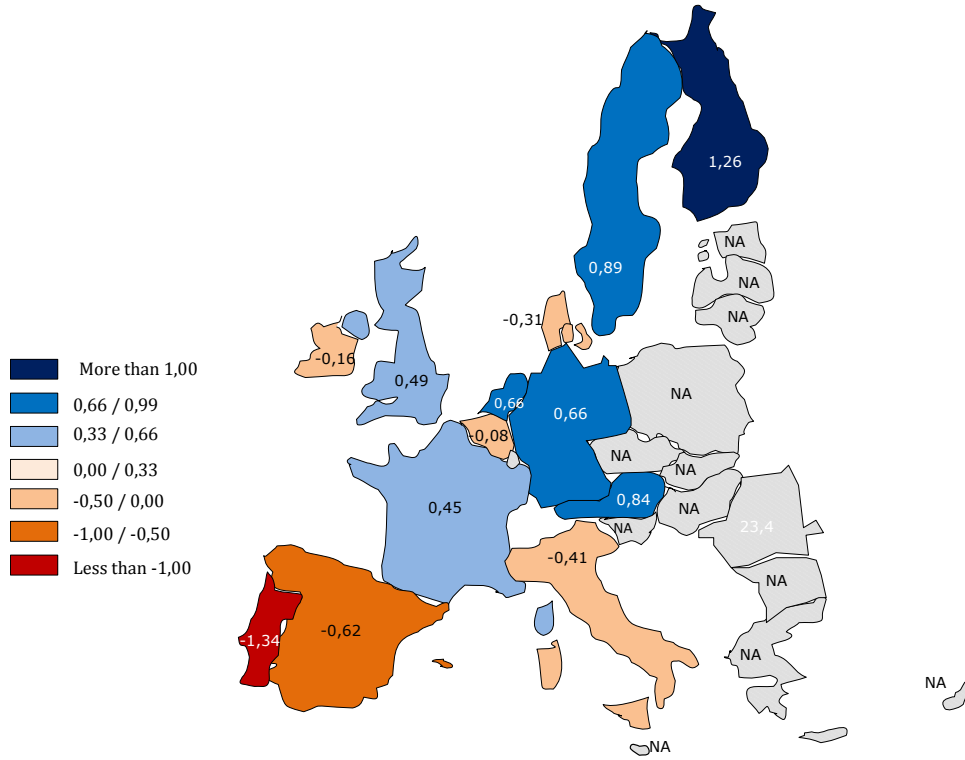 1,26
NA
0,89
NA
-0,31
NA
-0,16
More than 1,00
0,49
0,66
0,66
NA
0,66 / 0,99
0,33 / 0,66
-0,08
NA
NA
0,00 / 0,33
-0,50 / 0,00
0,45
0,84
NA
-1,00 / -0,50
NA
23,4
Less than -1,00
-0,41
NA
-1,34
-0,62
NA
NA
NA